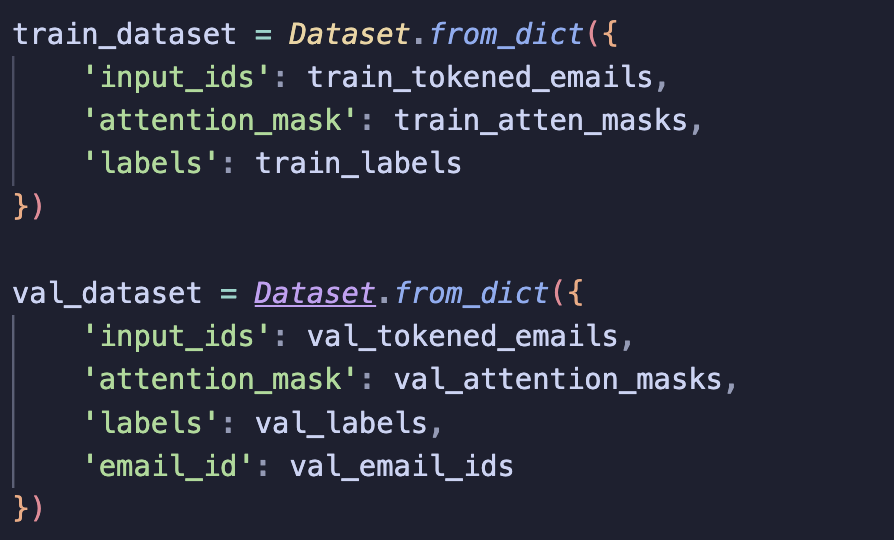 train_dataset = Dataset.from_dict({
    'input_ids': train_tokened_emails,
    'attention_mask': train_atten_masks,
    'labels': train_labels
})

val_dataset = Dataset.from_dict({
    'input_ids': val_tokened_emails,
    'attention_mask': val_attention_masks,
    'labels': val_labels,
    'email_id': val_email_ids
})